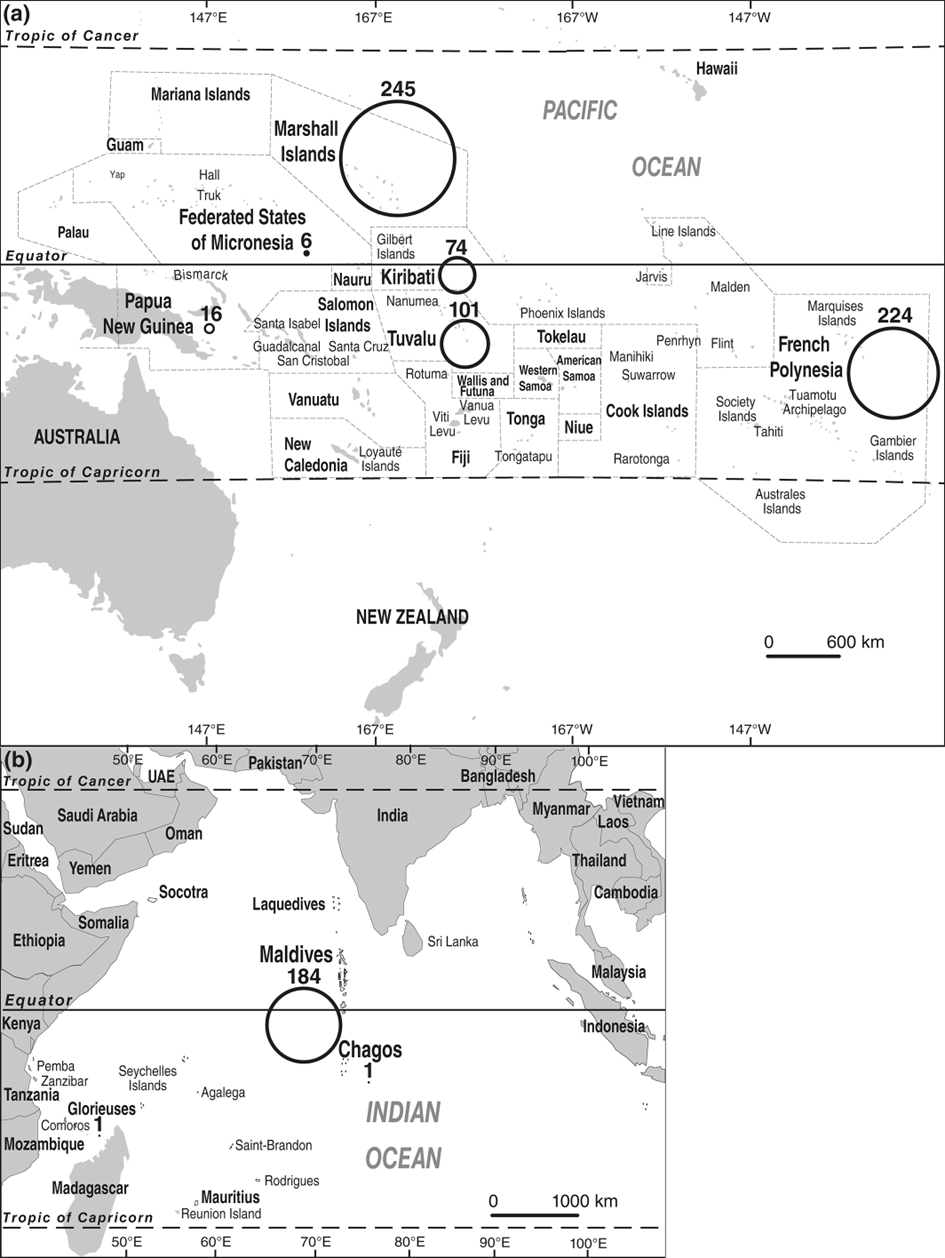 (a)
147°E 167°E 167°W 147°W
Tropic of Cancer
Hawaii
245
Mariana Islands
PACIFIC
Marshall
Islands
Guam
OCEAN
Yap
Hall
Truk
Federated States
of Micronesia 6
Palau
Line Islands
Gilbert
Islands
74
Equator
Bismarck
Nauru
Kiribati
Jarvis
Malden
Papua
New Guinea
16
Salomon
Islands
Nanumea
101
Phoenix Islands
Marquises
Islands
224
Santa Isabel
Tuvalu
Tokelau
Penrhyn
Flint
French
Polynesia
Guadalcanal
Santa Cruz
San Cristobal
Western
Samoa
American
Samoa
Manihiki
Suwarrow
Rotuma
Wallis and
Futuna
Vanuatu
Vanua
Levu
Viti
Levu
Tonga
Niue
Cook Islands
Society
Islands
Tuamotu
Archipelago
Tahiti
AUSTRALIA
New
Caledonia
Loyauté
Islands
Fiji
Tongatapu
Rarotonga
Gambier
Islands
Tropic of Capricorn
Australes
Islands
NEW ZEALAND
0 600 km
147°E 167°E 167°W 147°W
(b)
50°E 60°E 70°E 80°E 90°E 100°E
Tropic of Cancer
UAE
Pakistan
Bangladesh
Saudi Arabia
India
Myanmar
Vietnam
Laos
Sudan
Oman
Eritrea
Yemen
Thailand
Socotra
Cambodia
Laquedives
Somalia
Ethiopia
Sri Lanka
Maldives
184
Malaysia
Equator
Kenya
Indonesia
Chagos
1
Pemba
Zanzibar
Seychelles
Islands
Tanzania
Agalega
Glorieuses
1
Comoros
INDIAN
OCEAN
Mozambique
Saint-Brandon
Madagascar
Rodrigues
Mauritius
Reunion Island
0 1000 km
Tropic of Capricorn
50°E 60°E 70°E 80°E 90°E 100°E